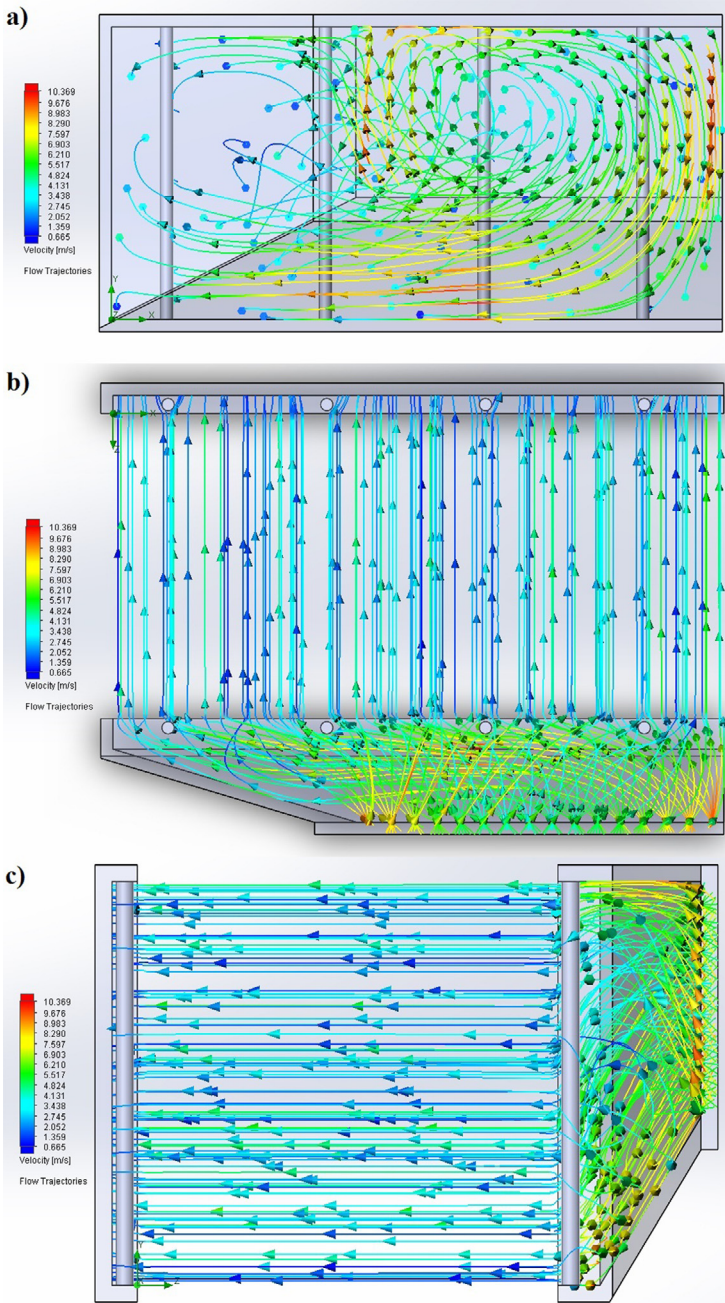 a)
10.369
9.676
8.983
8.290
7.597
6.903
6.210
5.517
4.824
4.131
3.438
2.745
2.052
1.359
0.665
Velocity [m/s]
Flow Trajectories
Y
Z
X
b)
X
Z
10.369
9.676
8.983
8.290
7.597
6.903
6.210
5.517
4.824
4.131
3.438
2.745
2.052
1.359
0.665
Velocity [m/s]
Flow Trajectories
c)
10.369
9.676
8.983
8.290
7.597
6.903
6.210
5.517
4.824
4.131
3.438
2.745
2.052
1.359
0.665
Velocity [m/s]
Flow Trajectories
Y
Z